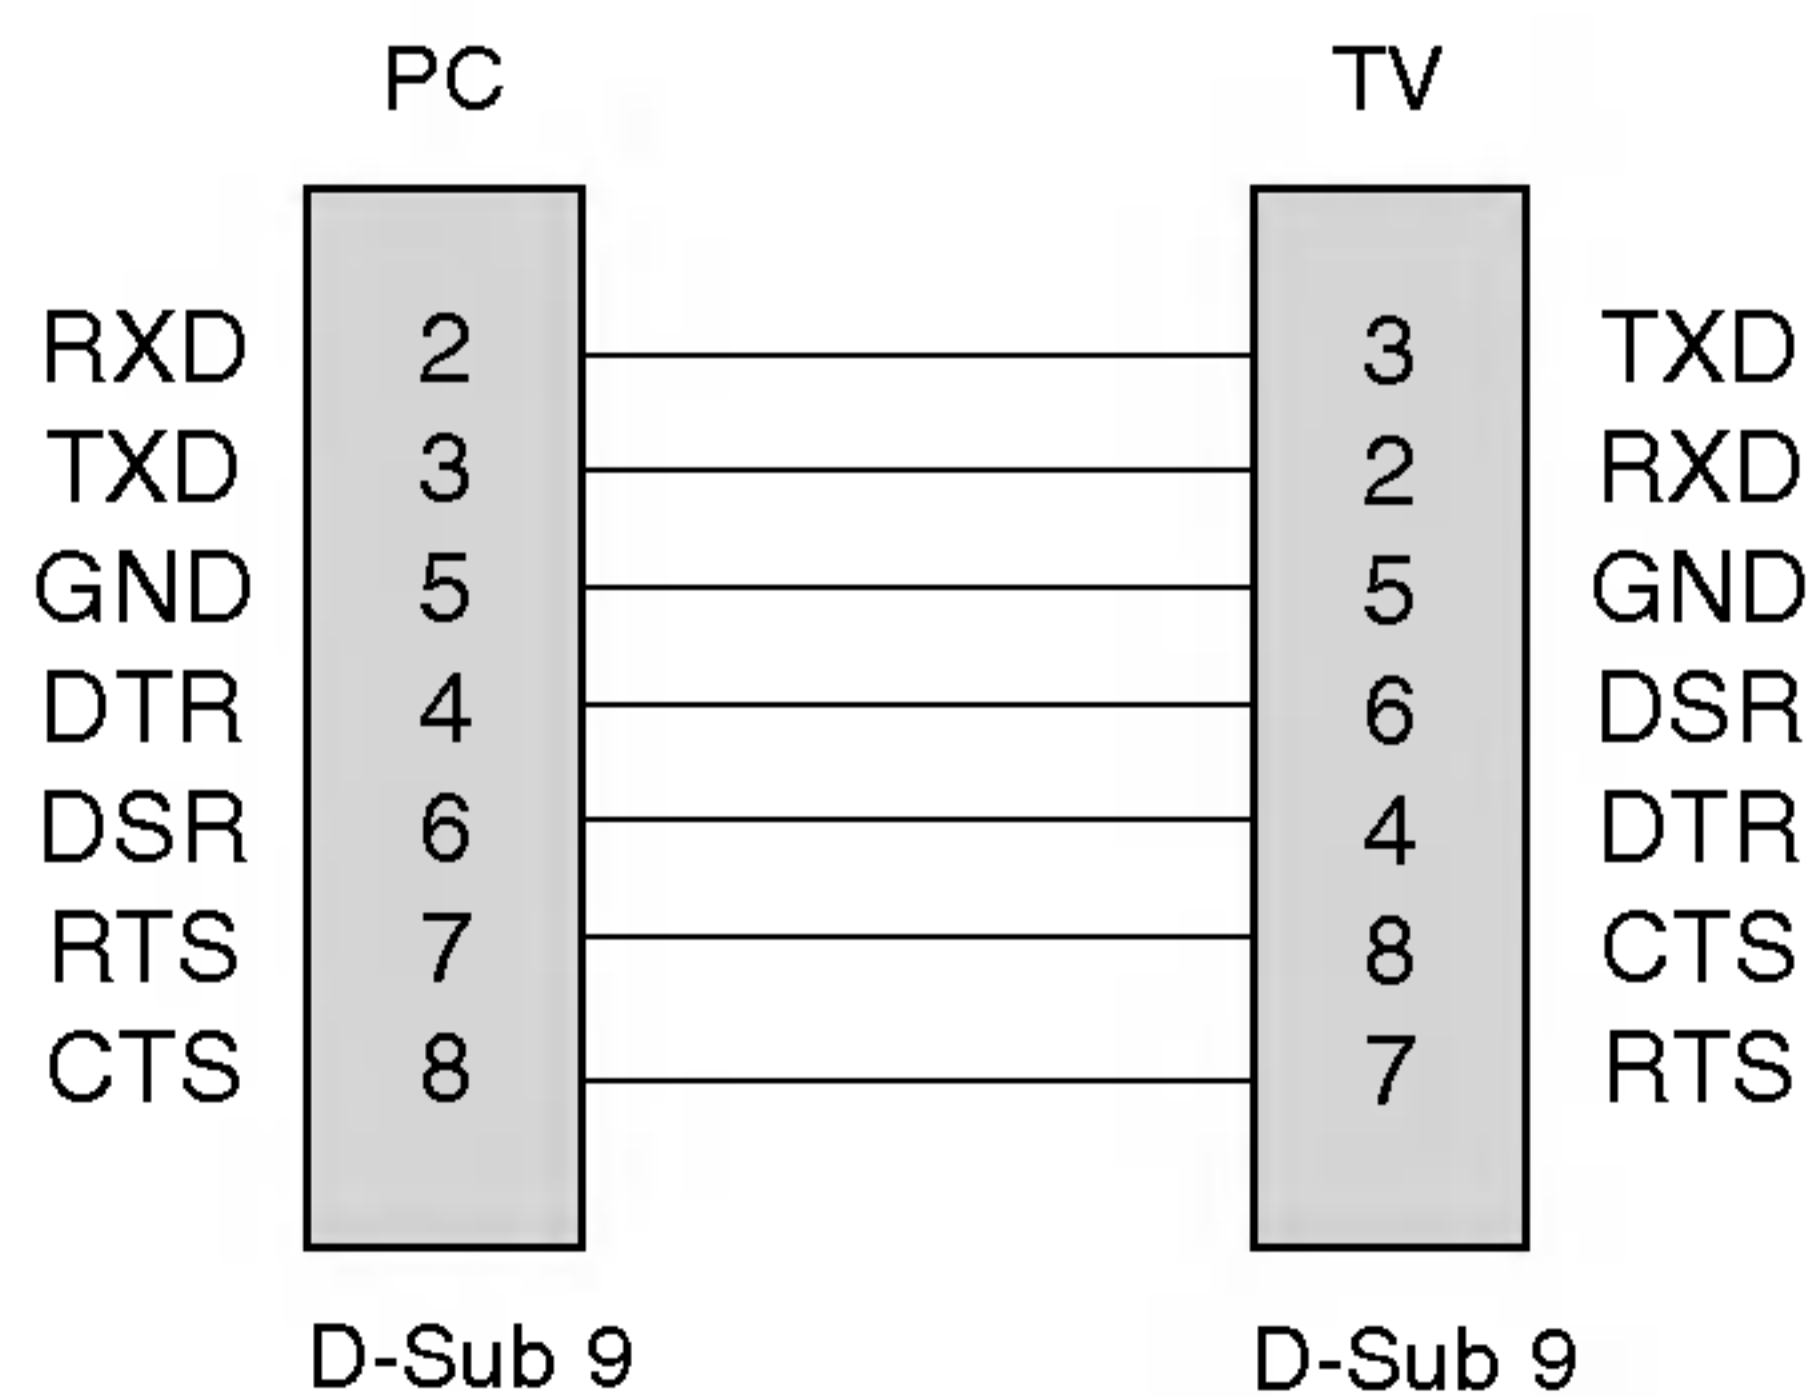 PC TV
RXD 2 3 TXD
TXD 3 2 RXD
GND 5 5 GND
DTR 4 6 DSR
DSR 6 4 DTR
RTS 7 8 CTS
CTS 8 7 RTS
D-Sub 9 D-Sub 9